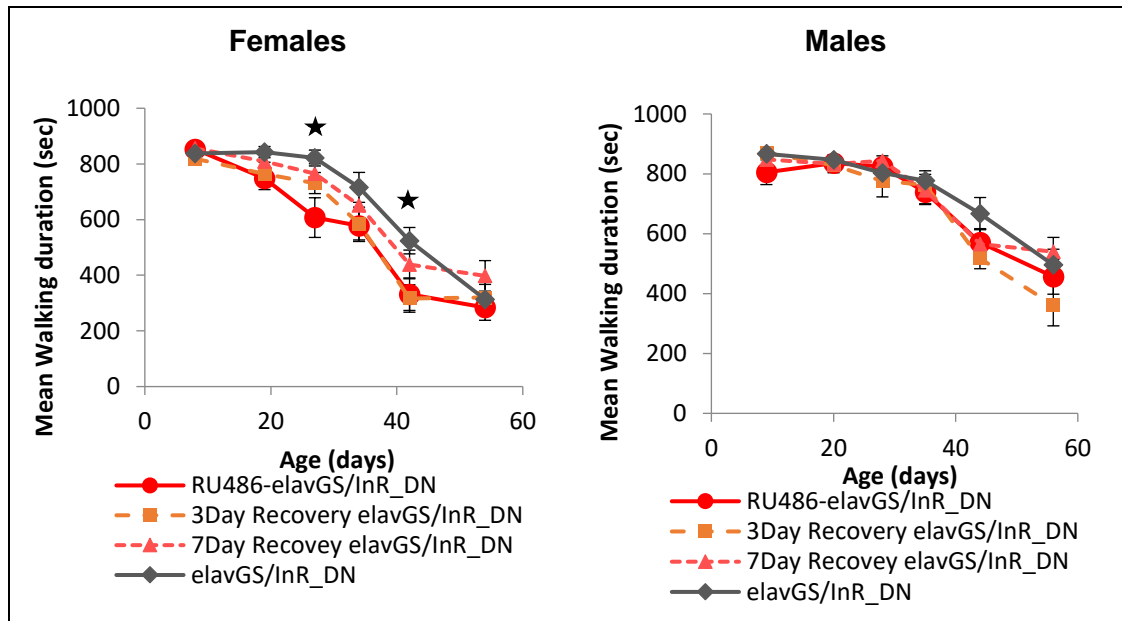 Females
Mean Walking duration (sec)
1000
800
600
400
200
0
0 20 40 60
Age (days)
RU486-elavGS/InR_DN
3Day Recovery elavGS/InR_DN
7Day Recovey elavGS/InR_DN
elavGS/InR_DN
Males
Mean Walking duration (sec)
1000
800
600
400
200
0
0 20 40 60
Age (days)
RU486-elavGS/InR_DN
3Day Recovery elavGS/InR_DN
7Day Recovey elavGS/InR_DN
elavGS/InR_DN